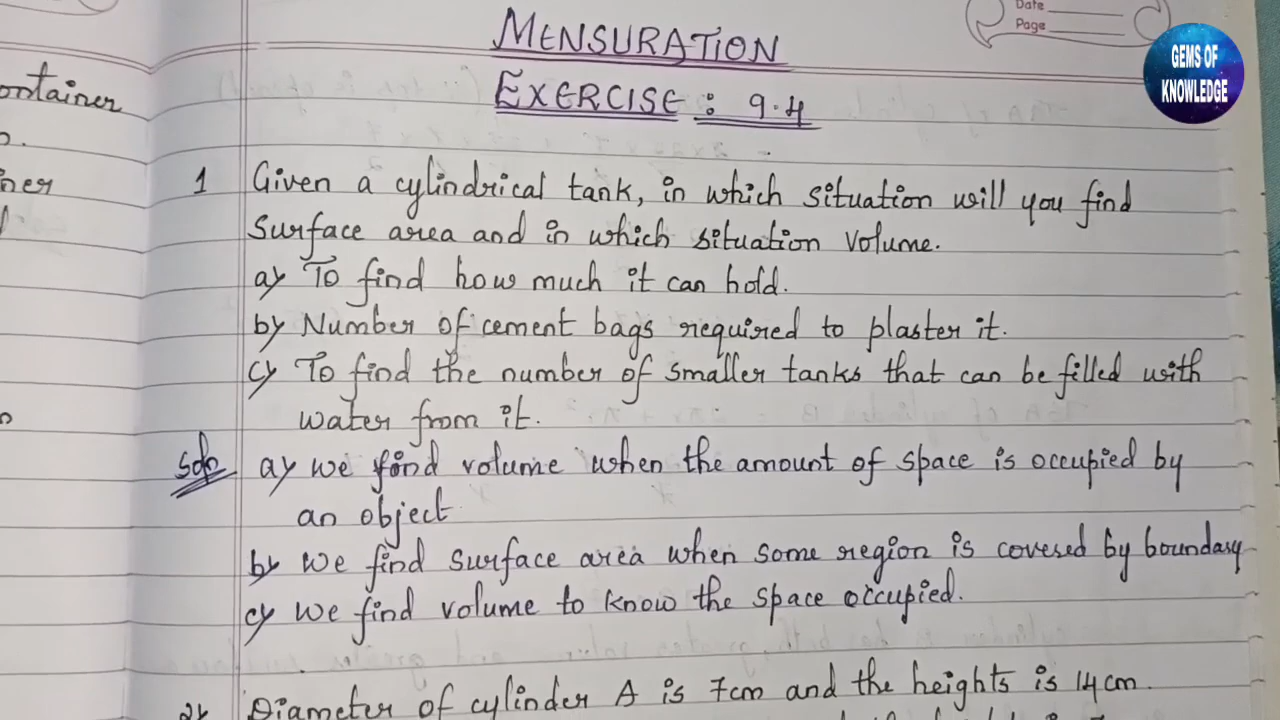 Date
Page
GEMS OF
KNOWLEDGE
MENSURATION
EXERCISE : 9.4
ontainer
ner
1 Given a cylindrical tank, in which situation will you find
surface area and in which situation volume.
a) To find how much it can hold.
b) Number of cement bags required to plaster it.
c) To find the number of smaller tanks that can be filled with
water from it.
Soln a) we find volume when the amount of space is occupied by
an object
b) we find surface area when some region is covered by boundary
c) we find volume to know the space occupied.
2) Diameter of cylinder A is 7cm and the heights is 14cm.